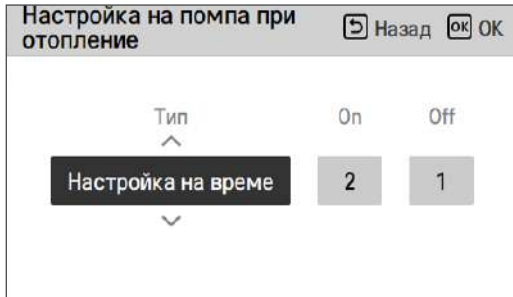 Настройка на помпа при
отопление
Назад OK OK
Тип On Off
Настройка на време 2 1